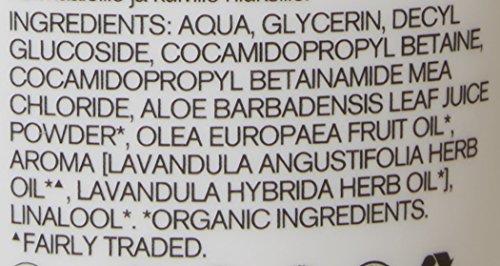 INGREDIENTS: AQUA, GLYCERIN, DECYL
GLUCOSIDE, COCAMIDOPROPYL BETAINE,
COCAMIDOPROPYL BETAINAMIDE MEA
CHLORIDE, ALOE BARBADENSIS LEAF JUICE
POWDER*, OLEA EUROPAEA FRUIT OIL*,
AROMA [LAVANDULA ANGUSTIFOLIA HERB
OIL*▲, LAVANDULA HYBRIDA HERB OIL*],
LINALOOL*. *ORGANIC INGREDIENTS.
▲FAIRLY TRADED.